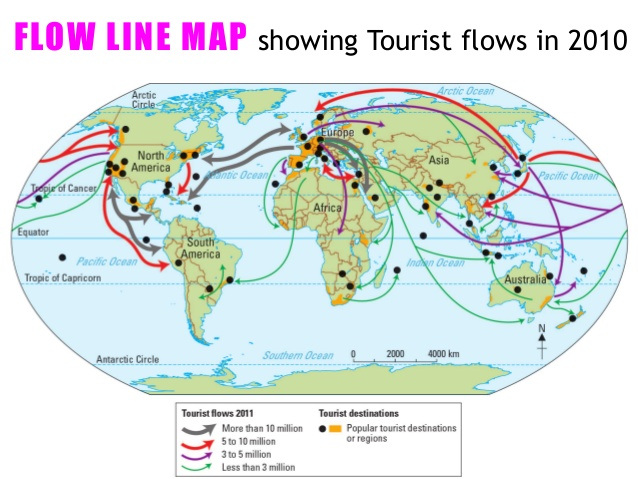 FLOW LINE MAP showing Tourist flows in 2010
Arctic Ocean
Arctic
Circle
Europe
North
America
Asia
Pacific Ocean
Tropic of Cancer
Atlantic Ocean
Africa
Equator
South
America
Pacific Ocean
Indian Ocean
Tropic of Capricorn
Australia
N
Southern Ocean
0 2000 4000 km
Antarctic Circle
Tourist flows 2011
More than 10 million
5 to 10 million
3 to 5 million
Less than 3 million
Tourist destinations
Popular tourist destinations
or regions